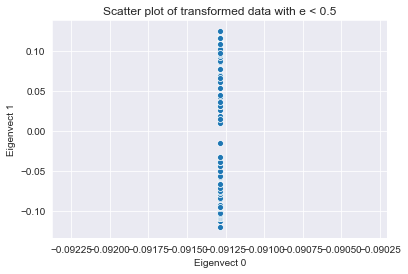 Scatter plot of transformed data with e < 0.5
0.10
0.05
0.00
−0.05
−0.10
Eigenvect 1
−0.09225 −0.09200 −0.09175 −0.09150 −0.09125 −0.09100 −0.09075 −0.09050 −0.09025
Eigenvect 0